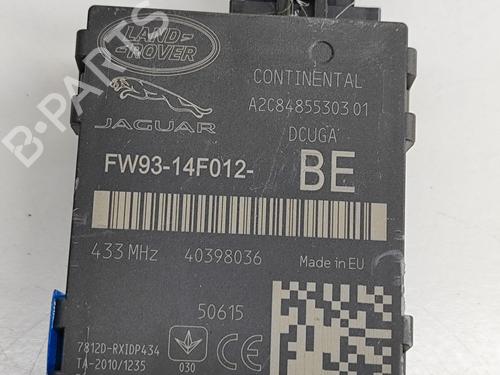 LAND-
ROVER
JAGUAR
CONTINENTAL
A2C84855303 01
DCUGA
FW93-14F012- BE
433 MHz 40398036 Made in EU
50615
7812D-RXIDP434
TA-2010/1235
030
B-PARTS